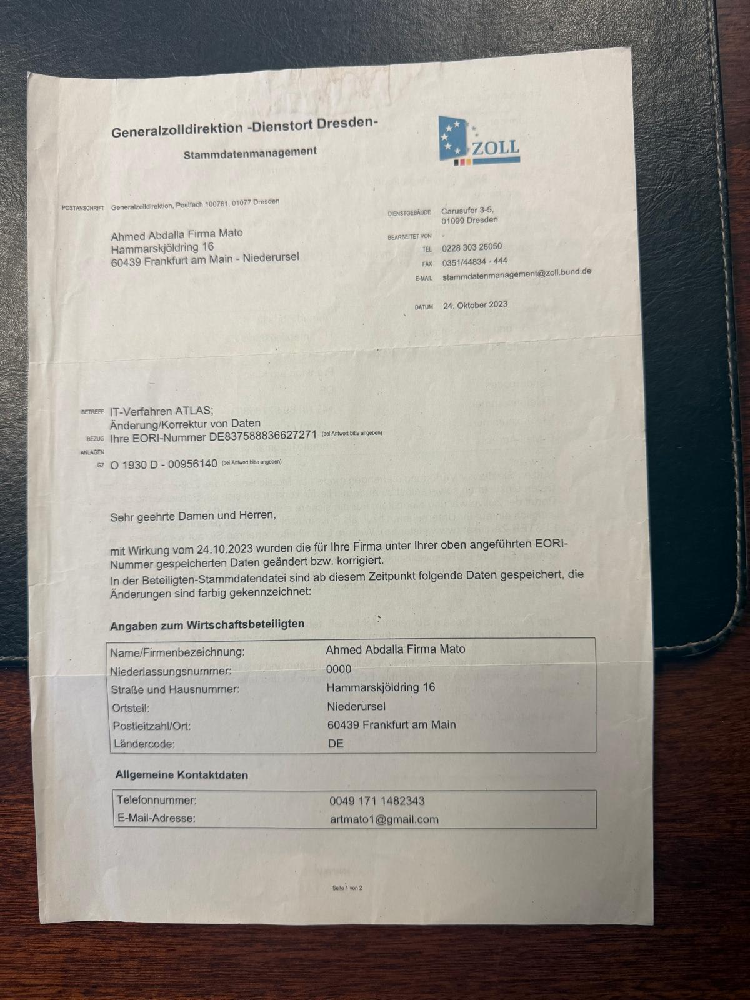 Generalzolldirektion -Dienstort Dresden-
Stammdatenmanagement
ZOLL
POSTANSCHRIFT Generalzolldirektion, Postfach 100761, 01077 Dresden
Ahmed Abdalla Firma Mato
Hammarskjöldring 16
60439 Frankfurt am Main - Niederursel
DIENSTGEBÄUDE Carusufer 3-5,
01099 Dresden
BEARBEITET VON -
TEL 0228 303 26050
FAX 0351/44834 - 444
E-MAIL stammdatenmanagement@zoll.bund.de
DATUM 24. Oktober 2023
BETREFF IT-Verfahren ATLAS;
Änderung/Korrektur von Daten
BEZUG Ihre EORI-Nummer DE837588836627271 (bei Antwort bitte angeben)
ANLAGEN
GZ O 1930 D - 00956140 (bei Antwort bitte angeben)
Sehr geehrte Damen und Herren,
mit Wirkung vom 24.10.2023 wurden die für Ihre Firma unter Ihrer oben angeführten EORI-
Nummer gespeicherten Daten geändert bzw. korrigiert.
In der Beteiligten-Stammdatendatei sind ab diesem Zeitpunkt folgende Daten gespeichert, die
Änderungen sind farbig gekennzeichnet:
Angaben zum Wirtschaftsbeteiligten
Name/Firmenbezeichnung: Ahmed Abdalla Firma Mato
Niederlassungsnummer: 0000
Straße und Hausnummer: Hammarskjöldring 16
Ortsteil: Niederursel
Postleitzahl/Ort: 60439 Frankfurt am Main
Ländercode: DE
Allgemeine Kontaktdaten
Telefonnummer: 0049 171 1482343
E-Mail-Adresse: artmato1@gmail.com
Seite 1 von 2